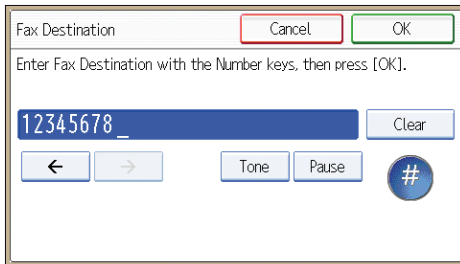 Fax Destination Cancel OK
Enter Fax Destination with the Number keys, then press [OK].
12345678_ Clear
← → Tone Pause #